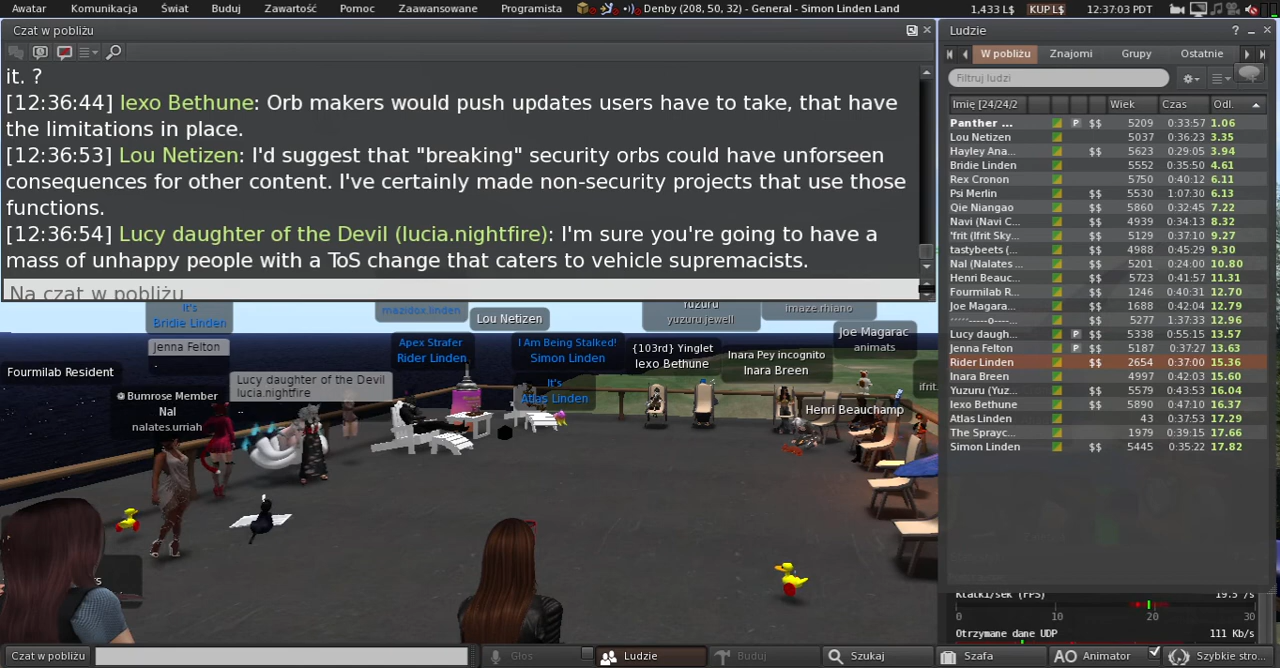 Awatar Komunikacja Świat Buduj Zawartość Pomoc Zaawansowane Programista Denby (208, 50, 32) - General - Simon Linden Land 1,433 L$ KUP L$ 12:37:03 PDT
Czat w pobliżu
it. ?
[12:36:44] Iexo Bethune: Orb makers would push updates users have to take, that have
the limitations in place.
[12:36:53] Lou Netizen: I'd suggest that "breaking" security orbs could have unforseen
consequences for other content. I've certainly made non-security projects that use those
functions.
[12:36:54] Lucy daughter of the Devil (lucia.nightfire): I'm sure you're going to have a
mass of unhappy people with a ToS change that caters to vehicle supremacists.
Na czat w pobliżu
It's
Bridie Linden
Jenna Felton
Fourmilab Resident
Lucy daughter of the Devil
lucia.nightfire
Bumrose Member
Nal
nalates.urriah
mazidox.linden
Lou Netizen
Apex Strafer
Rider Linden
I Am Being Stalked!
Simon Linden
It's
Atlas Linden
Yuzuru
yuzuru.jewell
{103rd} Yinglet
Iexo Bethune
imaze.rhiano
Inara Pey incognito
Inara Breen
Joe Magarac
animats
Henri Beauchamp
ifrit.
Ludzie
W pobliżu Znajomi Grupy Ostatnie
Filtruj ludzi
Imię [24/24/2 Wiek Czas Odl.
Panther ... P $$ 5209 0:33:57 1.06
Lou Netizen 5037 0:36:23 3.35
Hayley Ana... $$ 5623 0:29:05 3.94
Bridie Linden 5552 0:35:50 4.61
Rex Cronon 5750 0:40:12 6.11
Psi Merlin $$ 5530 1:07:30 6.13
Qie Niangao $$ 5860 0:32:45 7.22
Navi (Navi C... $$ 4939 0:34:13 8.32
'frit (Ifrit Sky... $$ 5129 0:37:10 9.27
tastybeets (... $$ 4988 0:45:29 9.30
Nal (Nalates ... $$ 5201 0:24:00 10.80
Henri Beauc... $$ 5723 0:41:57 11.31
Fourmilab R... $$ 1246 0:40:31 12.70
Joe Magara... $$ 1688 0:42:04 12.79
$$ 5277 1:37:33 12.96
Lucy daugh... P $$ 5338 0:55:15 13.57
Jenna Felton P $$ 5187 0:37:27 13.63
Rider Linden $$ 2654 0:37:00 15.36
Inara Breen 4997 0:42:03 15.60
Yuzuru (Yuz... $$ 5579 0:43:53 16.04
Iexo Bethune $$ 5890 0:47:10 16.37
Atlas Linden 43 0:37:53 17.29
The Sprayc... 1979 0:39:15 17.66
Simon Linden $$ 5445 0:35:22 17.82
Klatki/sek (FPS) 19.5 /s
0 10 20 30
Otrzymane dane UDP 111 Kb/s
Czat w pobliżu Głos Ludzie Buduj Szukaj Szafa AO Animator Szybkie stro...